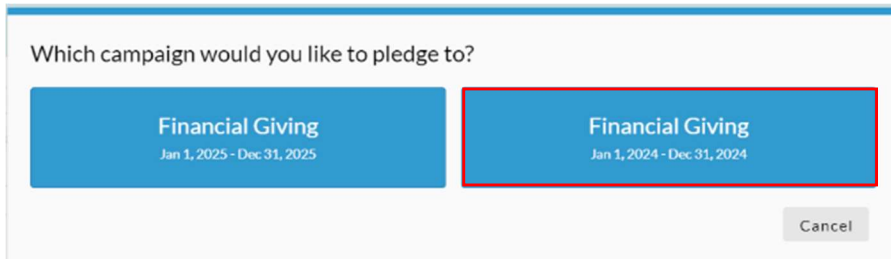 Which campaign would you like to pledge to?
Financial Giving
Jan 1, 2025 - Dec 31, 2025
Financial Giving
Jan 1, 2024 - Dec 31, 2024
Cancel